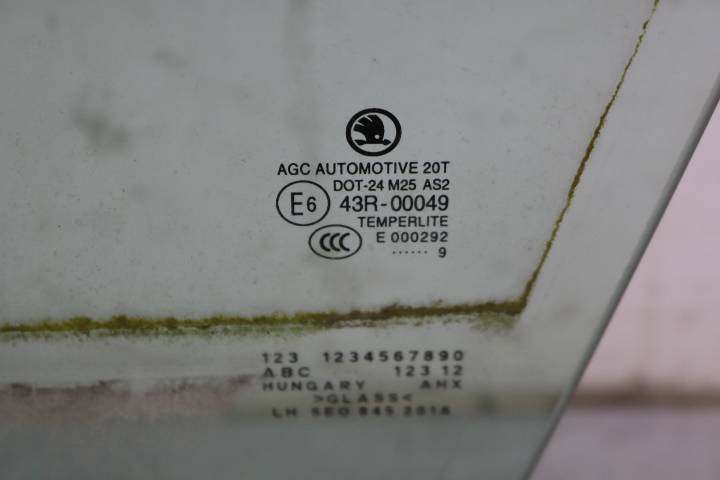 AGC AUTOMOTIVE 20T
DOT-24 M25 AS2
E6 43R-00049
TEMPERLITE
CCC E 000292
...... 9
123 1234567890
ABC 123 12
HUNGARY AHX
>GLASS<
LH 5E0 845 201A